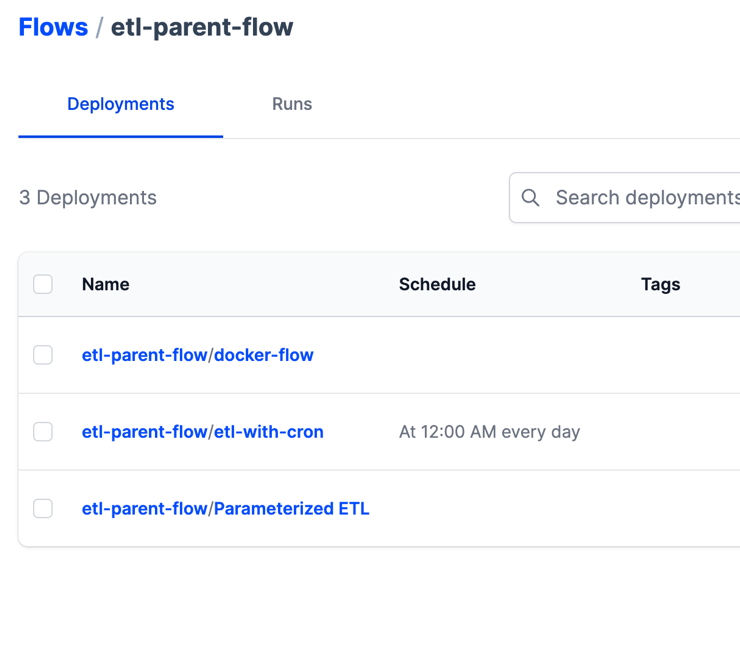 Flows / etl-parent-flow
Deployments Runs
3 Deployments
Search deployments
Name Schedule Tags
etl-parent-flow/docker-flow
etl-parent-flow/etl-with-cron At 12:00 AM every day
etl-parent-flow/Parameterized ETL